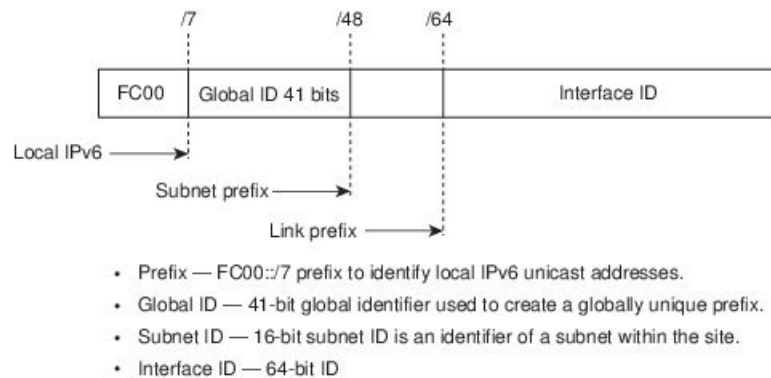 /7 /48 /64
FC00 Global ID 41 bits Interface ID
Local IPv6
Subnet prefix
Link prefix
• Prefix — FC00::/7 prefix to identify local IPv6 unicast addresses.
• Global ID — 41-bit global identifier used to create a globally unique prefix.
• Subnet ID — 16-bit subnet ID is an identifier of a subnet within the site.
• Interface ID — 64-bit ID